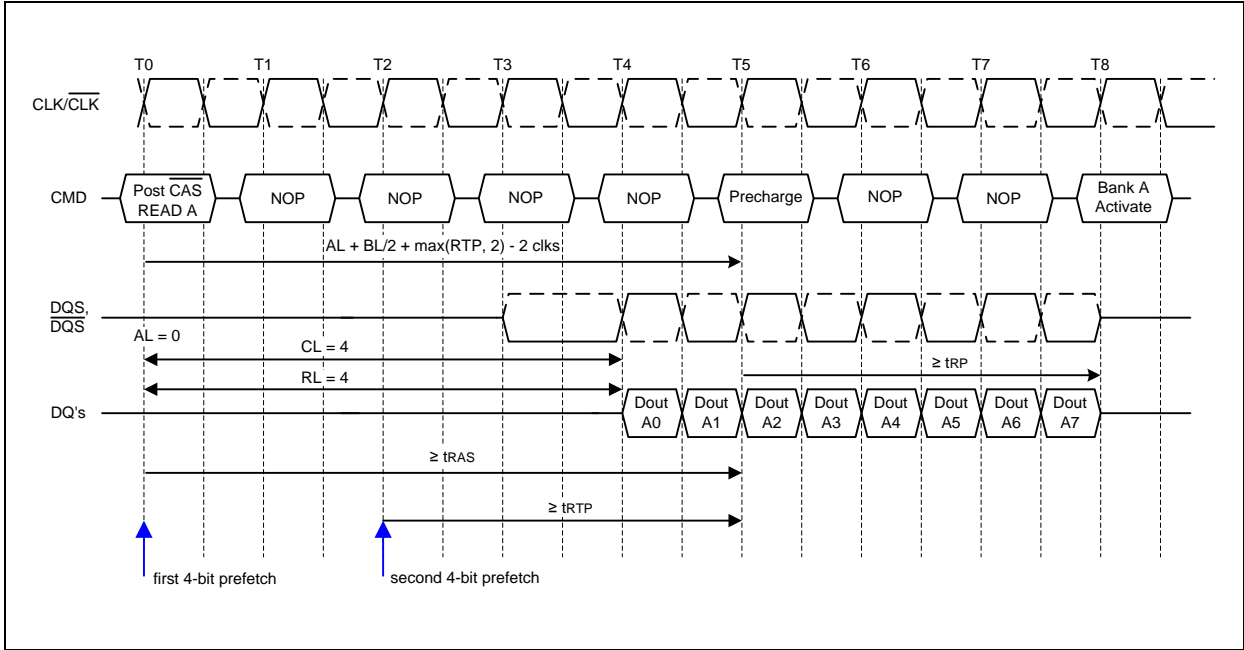 T0 T1 T2 T3 T4 T5 T6 T7 T8
CLK/CLK
CMD
Post CAS READ A
NOP
NOP
NOP
NOP
Precharge
NOP
NOP
Bank A Activate
AL + BL/2 + max(RTP, 2) - 2 clks
DQS,
DQS
AL = 0
CL = 4
≥ tRP
RL = 4
DQ's
Dout A0
Dout A1
Dout A2
Dout A3
Dout A4
Dout A5
Dout A6
Dout A7
≥ tRAS
≥ tRTP
first 4-bit prefetch
second 4-bit prefetch